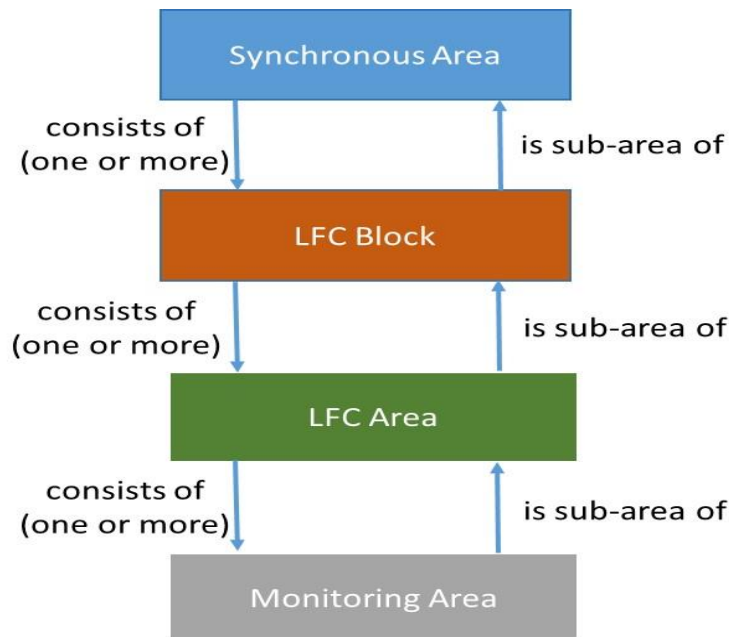 Synchronous Area
consists of
(one or more)
is sub-area of
LFC Block
consists of
(one or more)
is sub-area of
LFC Area
consists of
(one or more)
is sub-area of
Monitoring Area